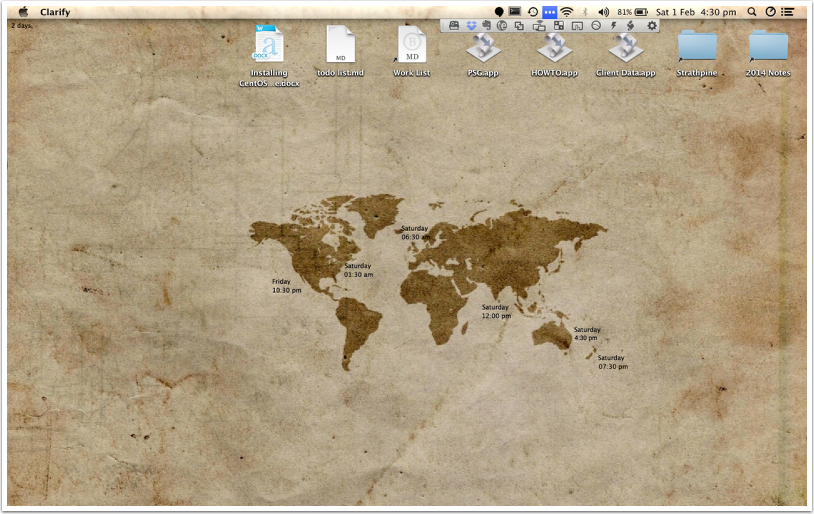 Clarify
81%
Sat 1 Feb 4:30 pm
2 days,
W
a
DOCX
Installing
CentOS ...e.docx
MD
todo list.md
MD
Work List
PSG.app
HOWTO.app
Client Data.app
Strathpine
2014 Notes
Saturday
06:30 am
Saturday
01:30 am
Friday
10:30 pm
Saturday
12:00 pm
Saturday
4:30 pm
Saturday
07:30 pm